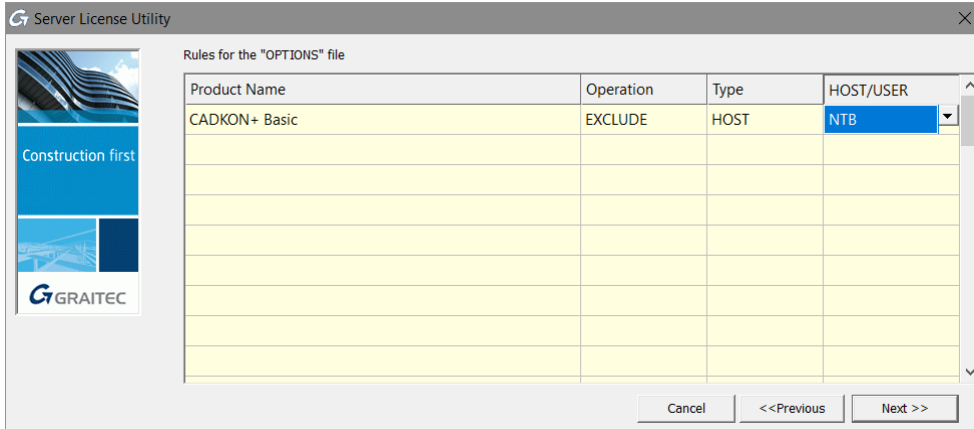 Server License Utility
Rules for the "OPTIONS" file
Product Name Operation Type HOST/USER
CADKON+ Basic EXCLUDE HOST NTB
Construction first
GRAITEC
Cancel <<Previous Next >>